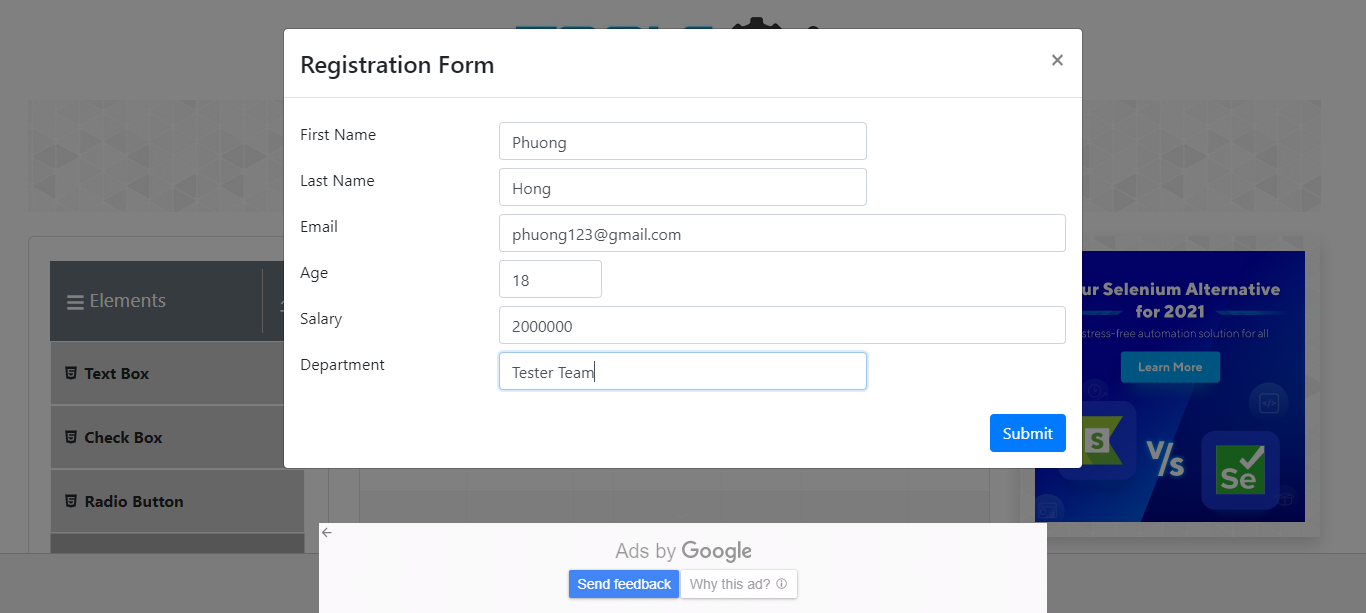 Registration Form
×
First Name
Phuong
Last Name
Hong
Email
phuong123@gmail.com
Age
18
Salary
2000000
Department
Tester Team
Submit
Elements
Text Box
Check Box
Radio Button
Selenium Alternative
for 2021
stress-free automation solution for all
Learn More
S
V/s
Se
Ads by Google
Send feedback
Why this ad?